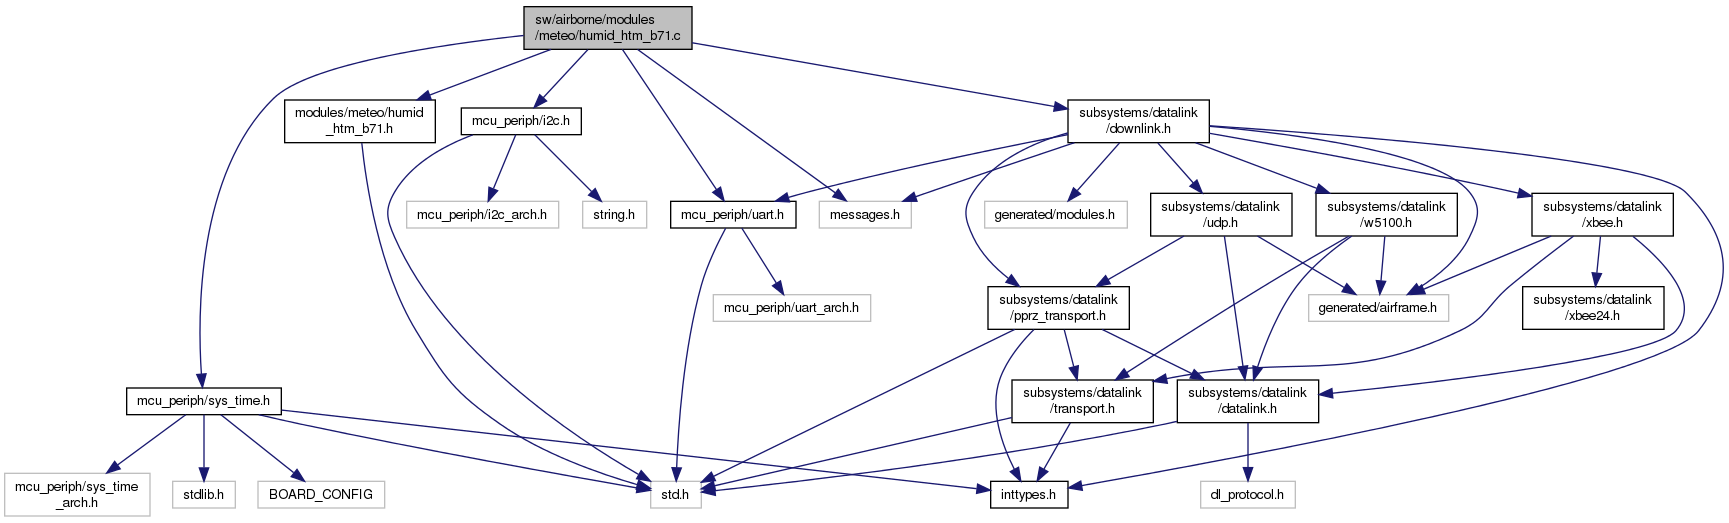 sw/airborne/modules
/meteo/humid_htm_b71.c
modules/meteo/humid
_htm_b71.h
mcu_periph/i2c.h
subsystems/datalink
/downlink.h
mcu_periph/i2c_arch.h
string.h
mcu_periph/uart.h
messages.h
generated/modules.h
subsystems/datalink
/udp.h
subsystems/datalink
/w5100.h
subsystems/datalink
/xbee.h
mcu_periph/uart_arch.h
subsystems/datalink
/pprz_transport.h
generated/airframe.h
subsystems/datalink
/xbee24.h
mcu_periph/sys_time.h
subsystems/datalink
/transport.h
subsystems/datalink
/datalink.h
mcu_periph/sys_time
_arch.h
stdlib.h
BOARD_CONFIG
std.h
inttypes.h
dl_protocol.h